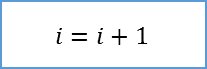 i = i + 1